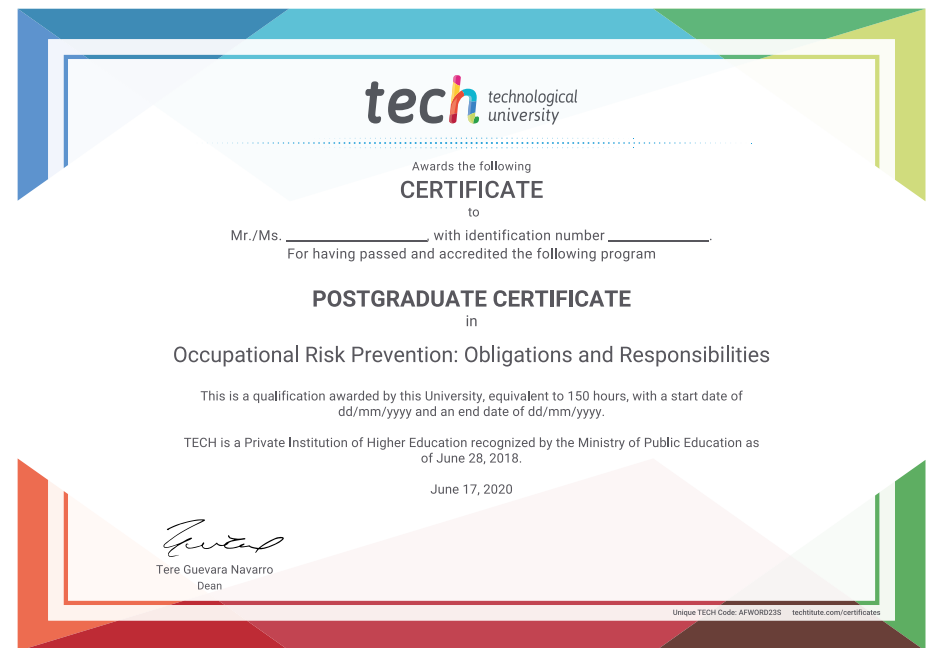 tech technological
university
Awards the following
CERTIFICATE
to
Mr./Ms. ________________, with identification number ____________.
For having passed and accredited the following program
POSTGRADUATE CERTIFICATE
in
Occupational Risk Prevention: Obligations and Responsibilities
This is a qualification awarded by this University, equivalent to 150 hours, with a start date of
dd/mm/yyyy and an end date of dd/mm/yyyy.
TECH is a Private Institution of Higher Education recognized by the Ministry of Public Education as
of June 28, 2018.
June 17, 2020
Tere Guevara Navarro
Dean
Unique TECH Code: AFWORD23S techtitute.com/certificates